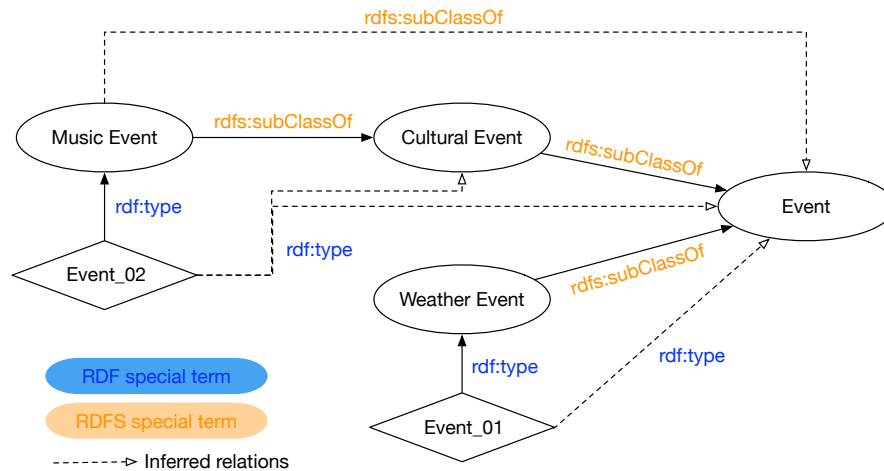 rdfs:subClassOf
Music Event
rdfs:subClassOf
Cultural Event
rdfs:subClassOf
rdf:type
Event
rdf:type
Event_02
rdfs:subClassOf
Weather Event
rdf:type
rdf:type
RDF special term
RDFS special term
Event_01
Inferred relations